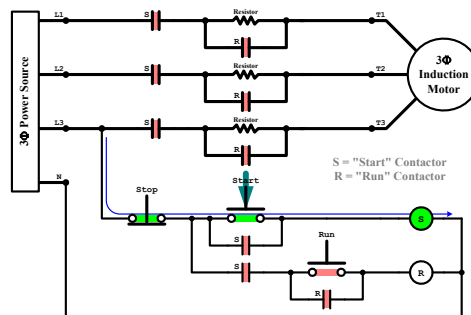 L1
S
Resistor
R
T1
L2
S
Resistor
R
T2
L3
S
Resistor
R
T3
N
3Φ Power Source
3Φ
Induction
Motor
S = "Start" Contactor
R = "Run" Contactor
Stop
Start
S
S
Run
S
R
R